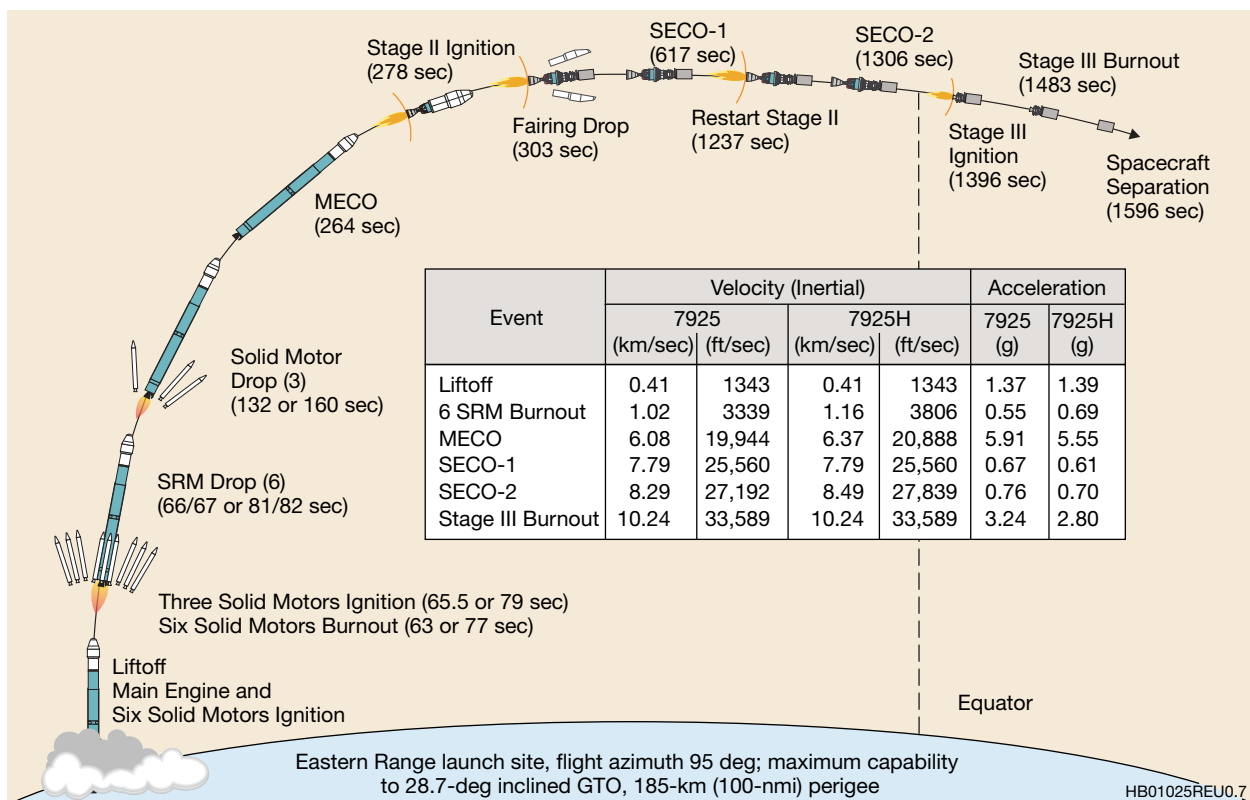 SECO-1
(617 sec)
SECO-2
(1306 sec)
Stage II Ignition
(278 sec)
Stage III Burnout
(1483 sec)
Fairing Drop
(303 sec)
Restart Stage II
(1237 sec)
Stage III
Ignition
(1396 sec)
Spacecraft
Separation
(1596 sec)
MECO
(264 sec)
Solid Motor
Drop (3)
(132 or 160 sec)
SRM Drop (6)
(66/67 or 81/82 sec)
Three Solid Motors Ignition (65.5 or 79 sec)
Six Solid Motors Burnout (63 or 77 sec)
Liftoff
Main Engine and
Six Solid Motors Ignition
Event Velocity (Inertial) Acceleration
7925 7925H 7925 7925H
(km/sec) (ft/sec) (km/sec) (ft/sec) (g) (g)
Liftoff 0.41 1343 0.41 1343 1.37 1.39
6 SRM Burnout 1.02 3339 1.16 3806 0.55 0.69
MECO 6.08 19,944 6.37 20,888 5.91 5.55
SECO-1 7.79 25,560 7.79 25,560 0.67 0.61
SECO-2 8.29 27,192 8.49 27,839 0.76 0.70
Stage III Burnout 10.24 33,589 10.24 33,589 3.24 2.80
Equator
Eastern Range launch site, flight azimuth 95 deg; maximum capability
to 28.7-deg inclined GTO, 185-km (100-nmi) perigee
HB01025REU0.7